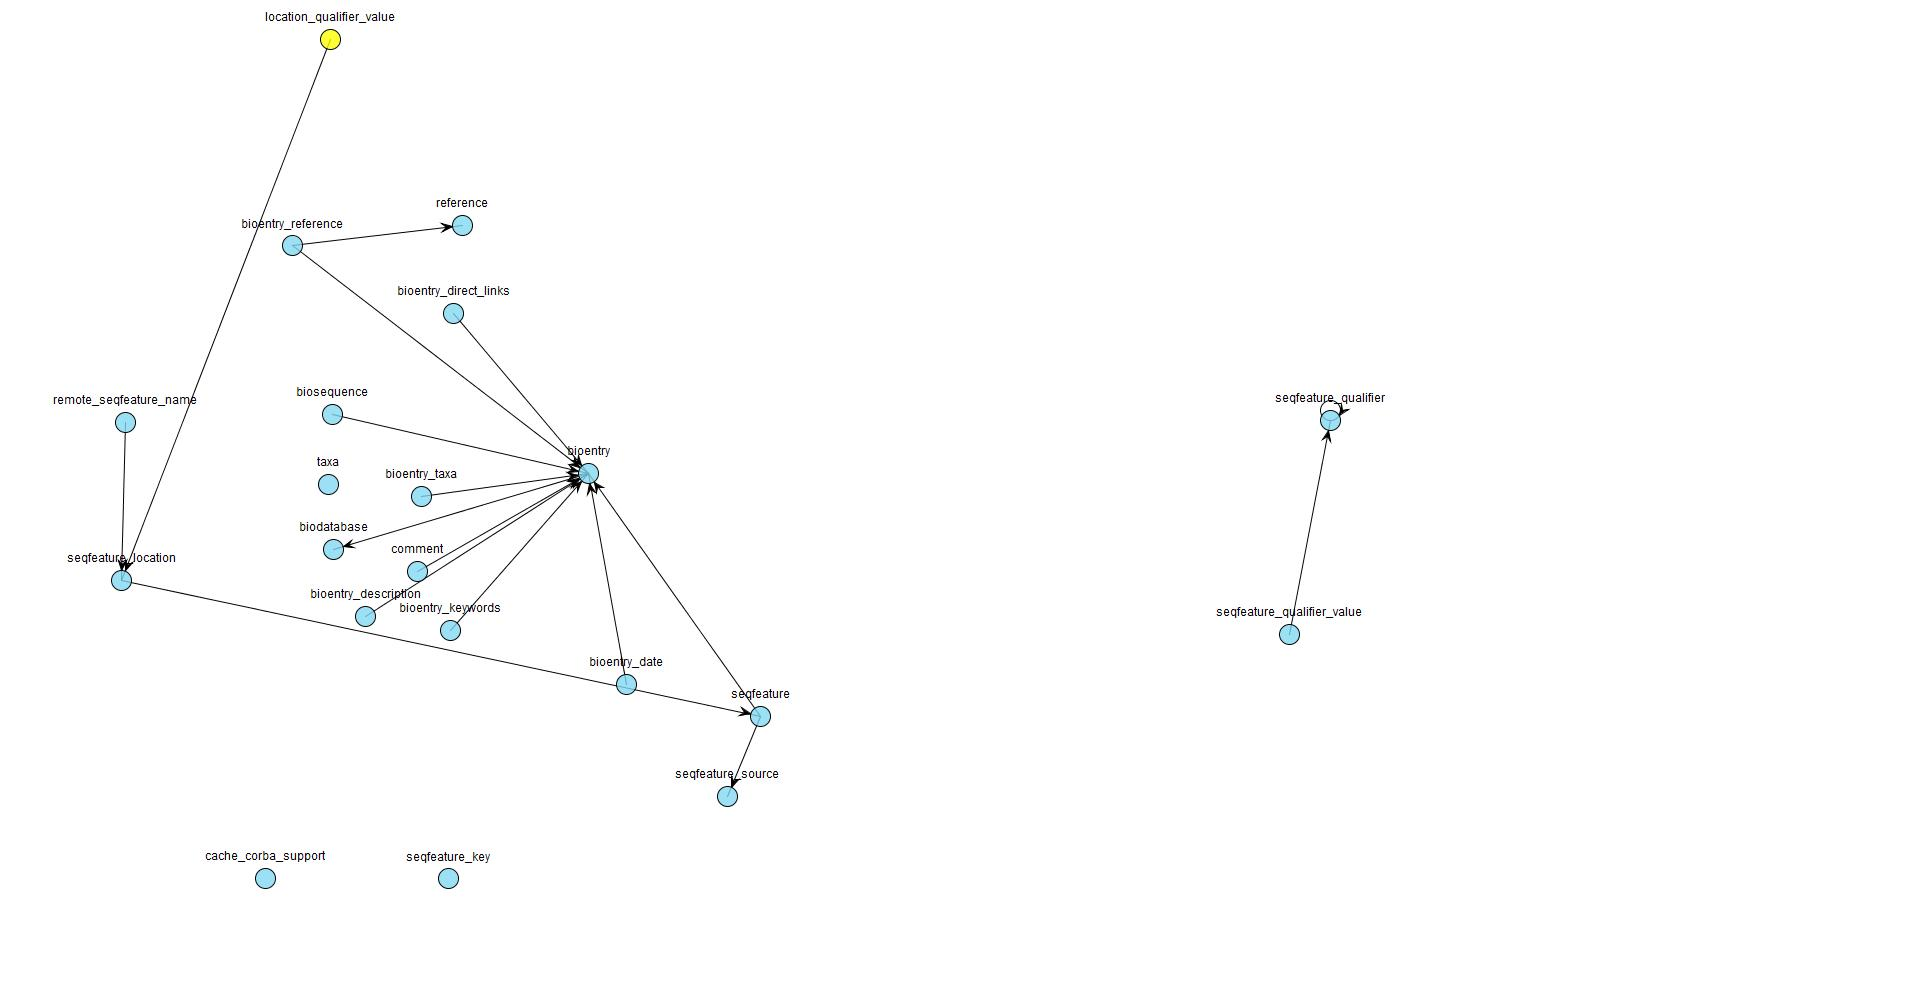 location_qualifier_value
reference
bioentry_reference
bioentry_direct_links
biosequence
seqfeature_qualifier
remote_seqfeature_name
bioentry
taxa
bioentry_taxa
biodatabase
comment
seqfeature_location
bioentry_description
bioentry_keywords
seqfeature_qualifier_value
bioentry_date
seqfeature
seqfeature_source
cache_corba_support
seqfeature_key